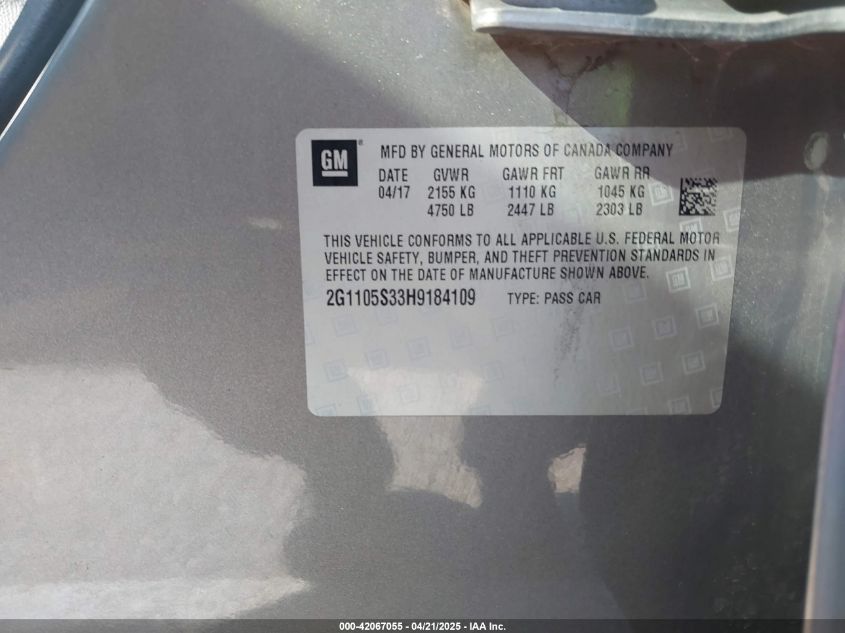 GM
MFD BY GENERAL MOTORS OF CANADA COMPANY
DATE GVWR GAWR FRT GAWR RR
04/17 2155 KG 1110 KG 1045 KG
4750 LB 2447 LB 2303 LB
THIS VEHICLE CONFORMS TO ALL APPLICABLE U.S. FEDERAL MOTOR
VEHICLE SAFETY, BUMPER, AND THEFT PREVENTION STANDARDS IN
EFFECT ON THE DATE OF MANUFACTURE SHOWN ABOVE.
2G1105S33H9184109 TYPE: PASS CAR
000-42067055 - 04/21/2025 - IAA Inc.